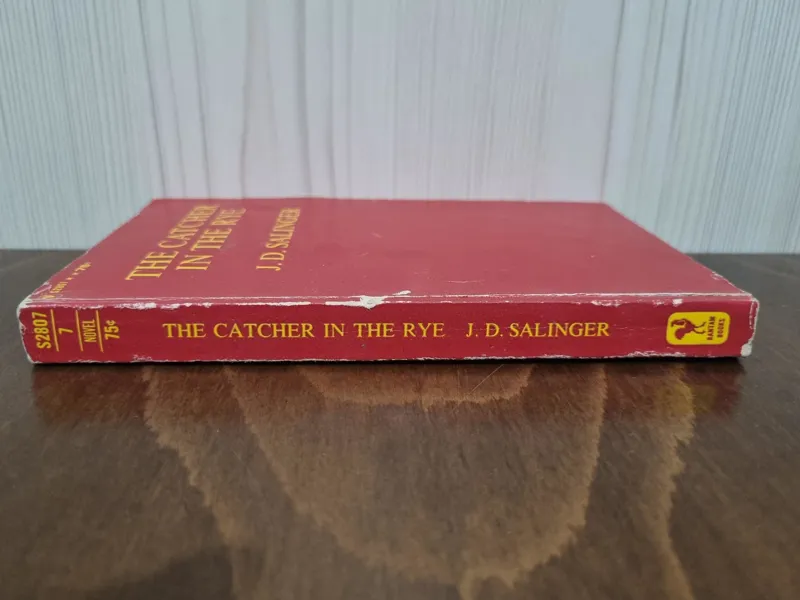 THE CATCHER
IN THE RYE
J.D. SALINGER
S2807
7
NOVEL
75¢
THE CATCHER IN THE RYE J. D. SALINGER
BANTAM
BOOKS